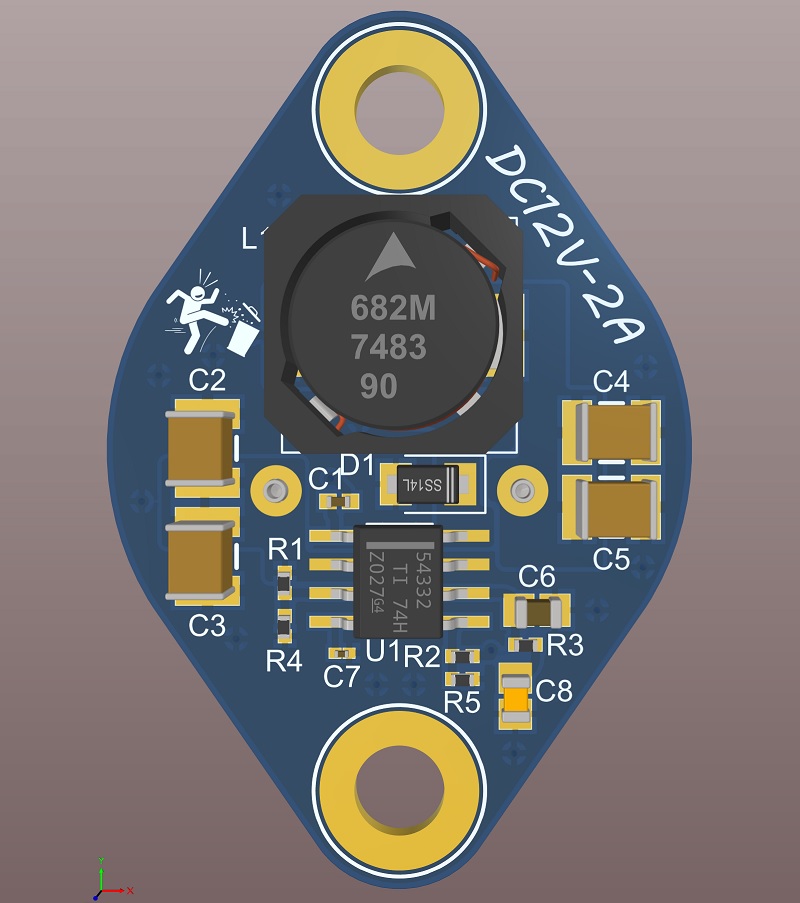 DC12V-2A
L1
682M
7483
90
C2
C4
D1
C1
SS14L
C5
R1
54332
TI 74H
Z027G4
C6
C3
R3
U1
R2
R4
C7
C8
R5
Y
X